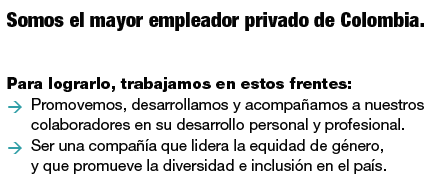 Somos el mayor empleador privado de Colombia.
Para lograrlo, trabajamos en estos frentes:
→ Promovemos, desarrollamos y acompañamos a nuestros
colaboradores en su desarrollo personal y profesional.
→ Ser una compañía que lidera la equidad de género,
y que promueve la diversidad e inclusión en el país.